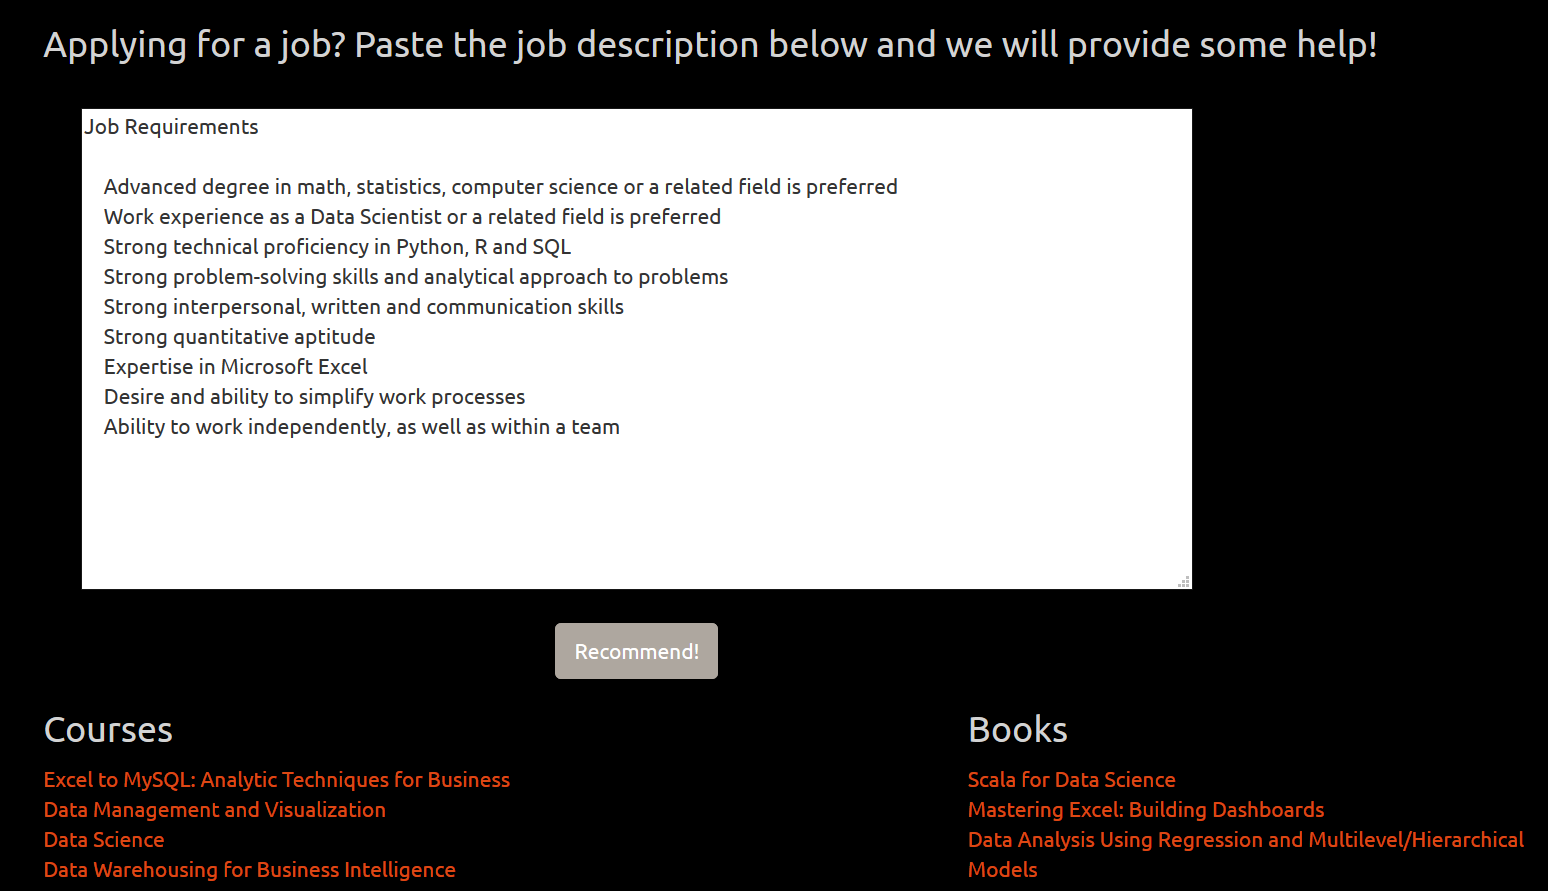 Applying for a job? Paste the job description below and we will provide some help!
Job Requirements
Advanced degree in math, statistics, computer science or a related field is preferred
Work experience as a Data Scientist or a related field is preferred
Strong technical proficiency in Python, R and SQL
Strong problem-solving skills and analytical approach to problems
Strong interpersonal, written and communication skills
Strong quantitative aptitude
Expertise in Microsoft Excel
Desire and ability to simplify work processes
Ability to work independently, as well as within a team
Recommend!
Courses
Excel to MySQL: Analytic Techniques for Business
Data Management and Visualization
Data Science
Data Warehousing for Business Intelligence
Books
Scala for Data Science
Mastering Excel: Building Dashboards
Data Analysis Using Regression and Multilevel/Hierarchical
Models